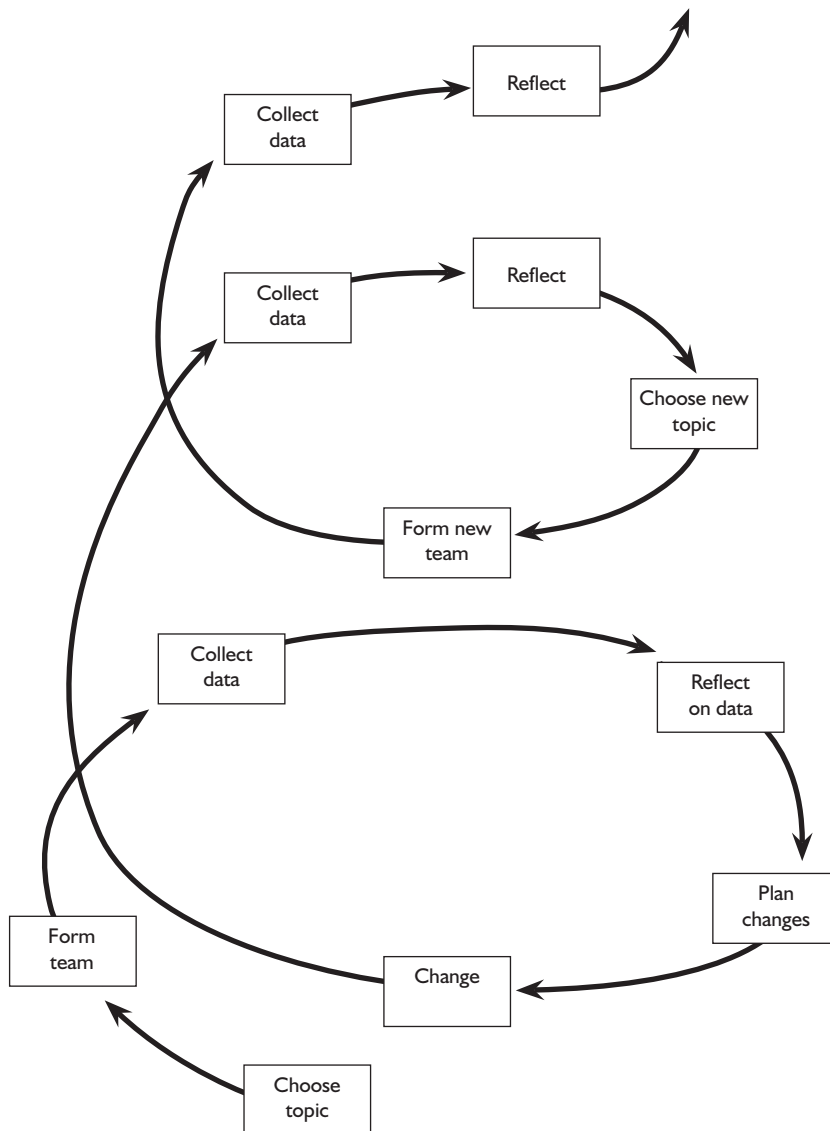 Reflect
Collect
data
Reflect
Collect
data
Choose new
topic
Form new
team
Collect
data
Reflect
on data
Plan
changes
Form
team
Change
Choose
topic